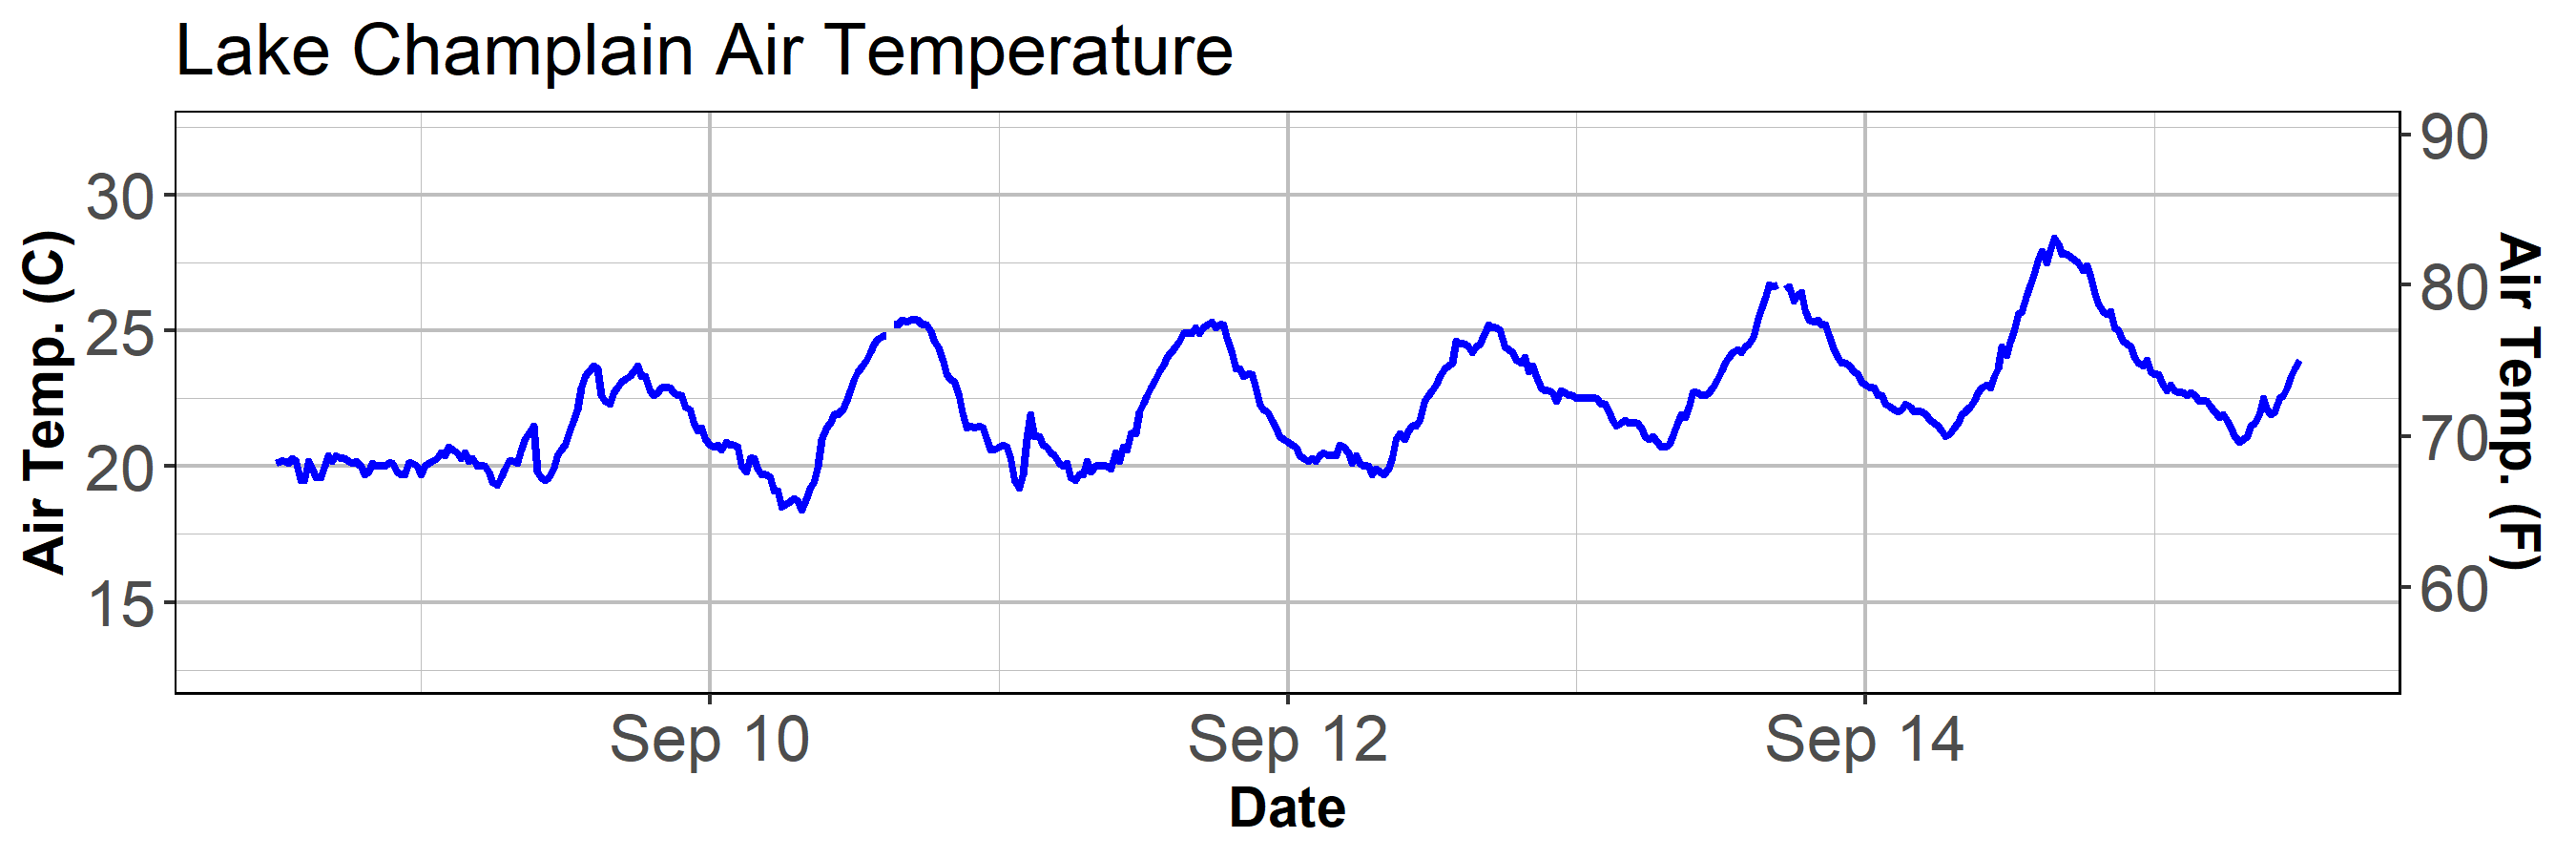 Lake Champlain Air Temperature
Air Temp. (C)
30
25
20
15
90
80
70
60
Air Temp. (F)
Sep 10
Sep 12
Sep 14
Date